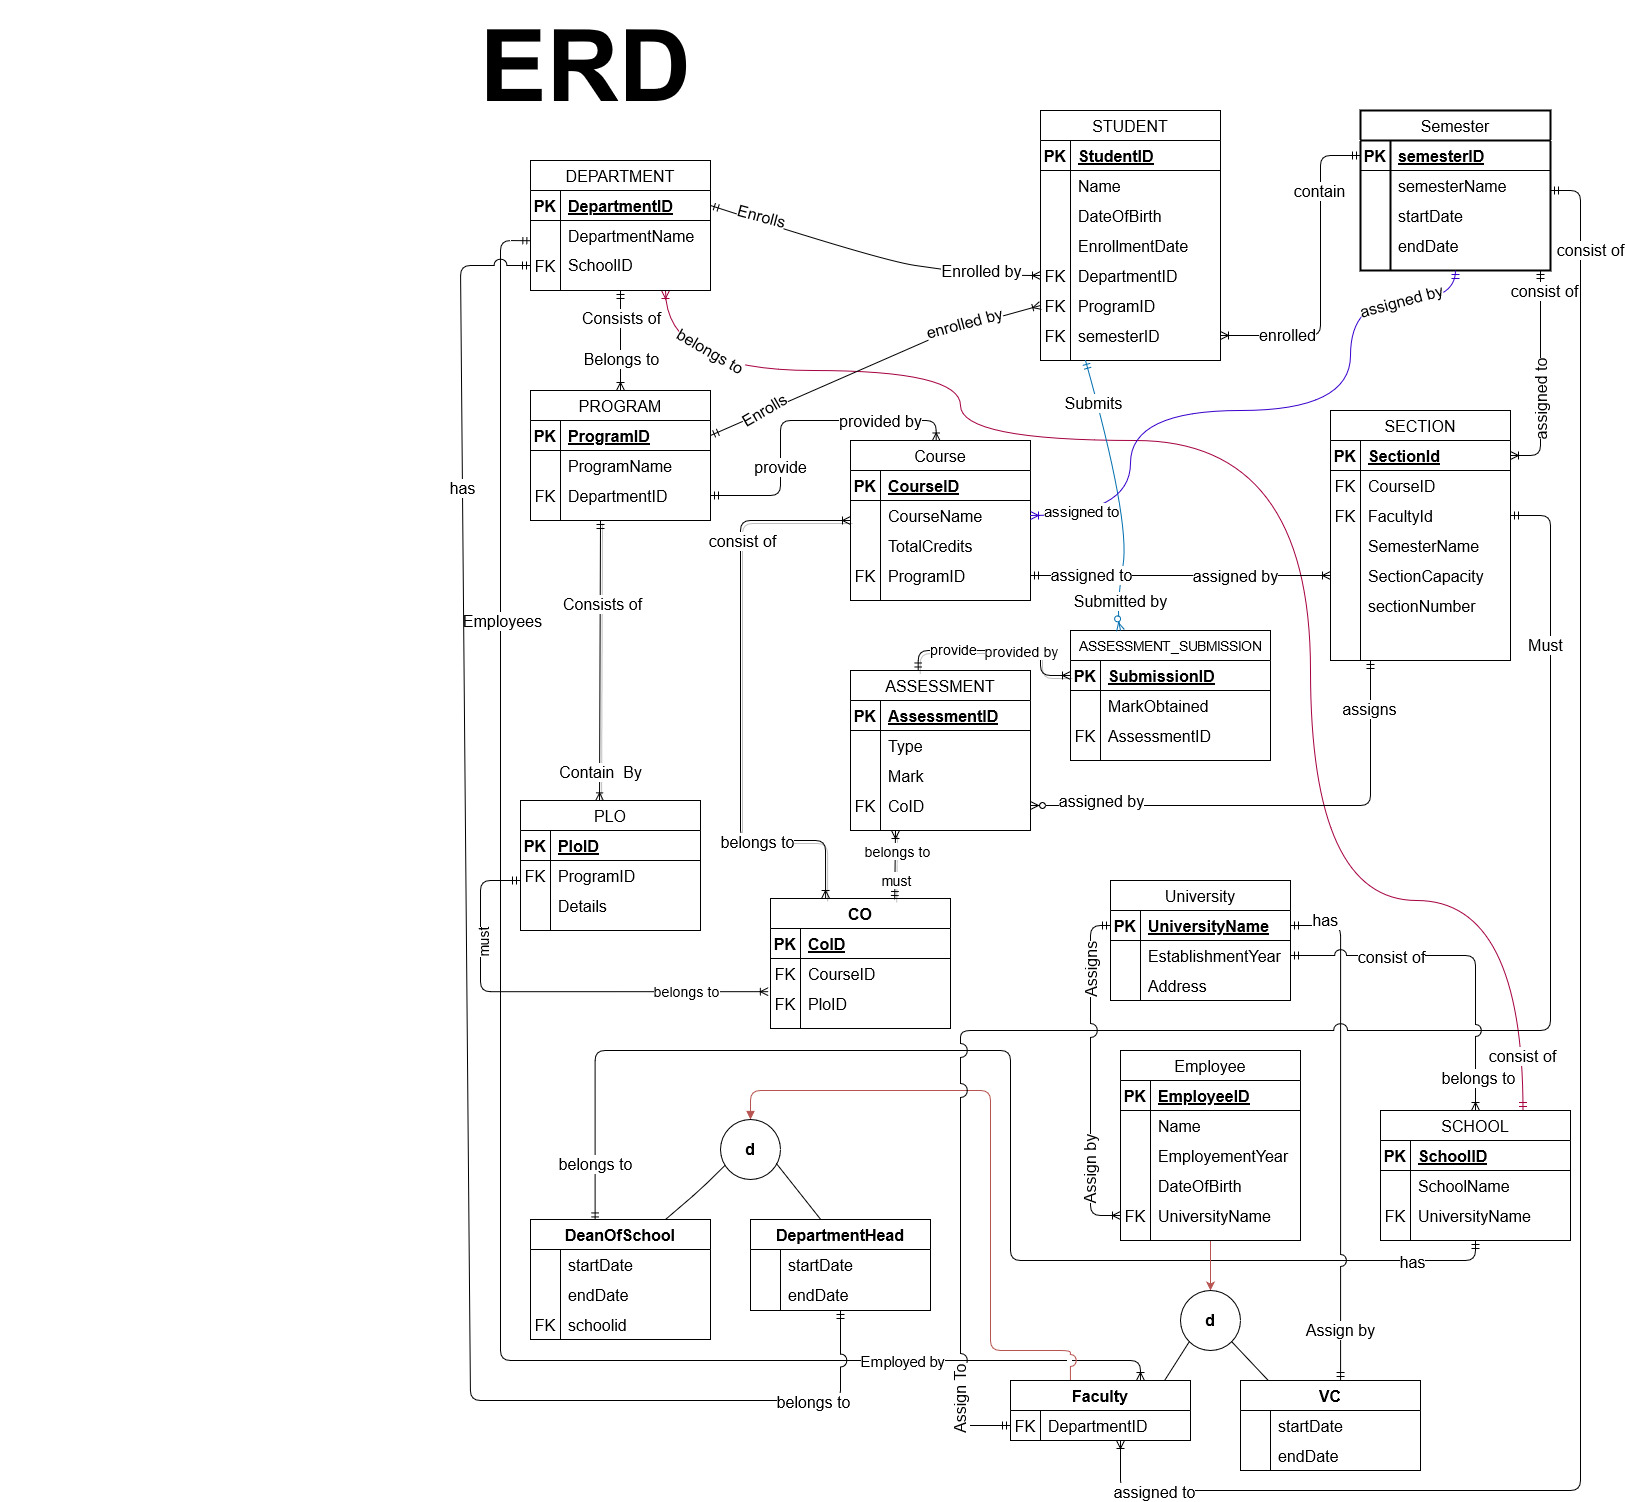 ERD
STUDENT
PK StudentID
Name
DateOfBirth
EnrollmentDate
FK DepartmentID
FK ProgramID
FK semesterID
Semester
PK semesterID
semesterName
startDate
endDate
contain
enrolled
consist of
consist of
assigned to
assigned by
assigned to
DEPARTMENT
PK DepartmentID
DepartmentName
FK SchoolID
Enrolls
Enrolled by
Consists of
Belongs to
belongs to
enrolled by
Enrolls
PROGRAM
PK ProgramID
ProgramName
FK DepartmentID
provided by
provide
Submits
Submitted by
Course
PK CourseID
CourseName
TotalCredits
FK ProgramID
assigned to
assigned by
SECTION
PK SectionId
FK CourseID
FK FacultyId
SemesterName
SectionCapacity
sectionNumber
has
consist of
Consists of
Employees
Must
provide
provided by
ASSESSMENT_SUBMISSION
PK SubmissionID
MarkObtained
FK AssessmentID
ASSESSMENT
PK AssessmentID
Type
Mark
FK CoID
assigns
assigned by
Contain By
PLO
PK PloID
FK ProgramID
Details
belongs to
belongs to
must
CO
PK CoID
FK CourseID
FK PloID
must
belongs to
University
PK UniversityName
EstablishmentYear
Address
has
consist of
Assigns
Assign by
consist of
belongs to
Employee
PK EmployeeID
Name
EmployementYear
DateOfBirth
FK UniversityName
SCHOOL
PK SchoolID
SchoolName
FK UniversityName
has
d
belongs to
DeanOfSchool
startDate
endDate
FK schoolid
DepartmentHead
startDate
endDate
d
Assign by
Employed by
belongs to
Assign To
Faculty
FK DepartmentID
VC
startDate
endDate
assigned to